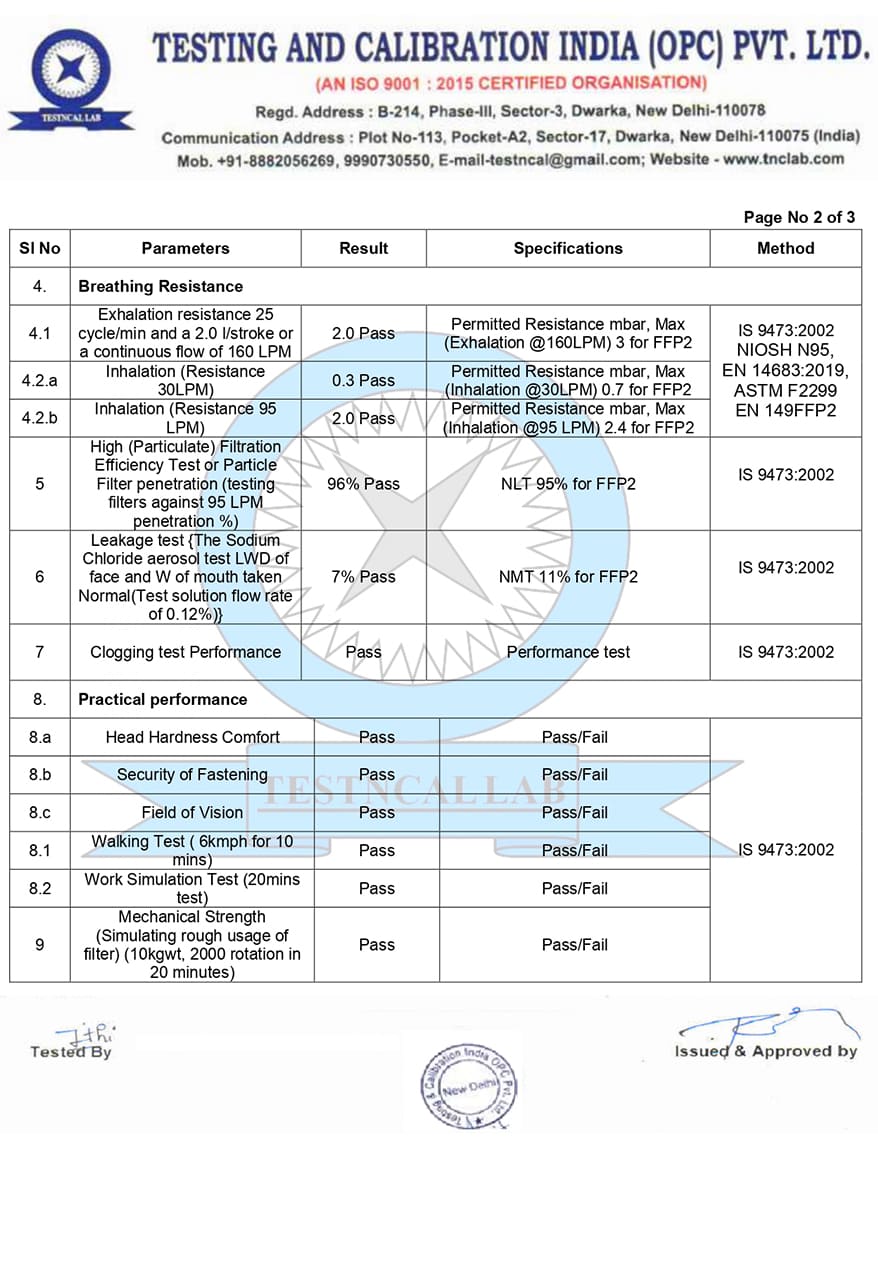 TESTING AND CALIBRATION INDIA (OPC) PVT. LTD.
(AN ISO 9001 : 2015 CERTIFIED ORGANISATION)
Regd. Address : B-214, Phase-III, Sector-3, Dwarka, New Delhi-110078
Communication Address : Plot No-113, Pocket-A2, Sector-17, Dwarka, New Delhi-110075 (India)
Mob. +91-8882056269, 9990730550, E-mail-testncal@gmail.com; Website - www.tnclab.com
TESTNCAL LAB
Page No 2 of 3
Sl No Parameters Result Specifications Method
4. Breathing Resistance
4.1
Exhalation resistance 25
cycle/min and a 2.0 l/stroke or
a continuous flow of 160 LPM
2.0 Pass
Permitted Resistance mbar, Max
(Exhalation @160LPM) 3 for FFP2
IS 9473:2002
NIOSH N95,
EN 14683:2019,
ASTM F2299
EN 149FFP2
4.2.a
Inhalation (Resistance
30LPM)
0.3 Pass
Permitted Resistance mbar, Max
(Inhalation @30LPM) 0.7 for FFP2
4.2.b
Inhalation (Resistance 95
LPM)
2.0 Pass
Permitted Resistance mbar, Max
(Inhalation @95 LPM) 2.4 for FFP2
5
High (Particulate) Filtration
Efficiency Test or Particle
Filter penetration (testing
filters against 95 LPM
penetration %)
96% Pass
NLT 95% for FFP2
IS 9473:2002
6
Leakage test {The Sodium
Chloride aerosol test LWD of
face and W of mouth taken
Normal(Test solution flow rate
of 0.12%)}
7% Pass
NMT 11% for FFP2
IS 9473:2002
7 Clogging test Performance Pass Performance test IS 9473:2002
8. Practical performance
8.a Head Hardness Comfort Pass Pass/Fail
8.b Security of Fastening Pass Pass/Fail
TESTNCAL LAB
8.c Field of Vision Pass Pass/Fail
8.1
Walking Test ( 6kmph for 10
mins)
Pass Pass/Fail
IS 9473:2002
8.2
Work Simulation Test (20mins
test)
Pass Pass/Fail
9
Mechanical Strength
(Simulating rough usage of
filter) (10kgwt, 2000 rotation in
20 minutes)
Pass Pass/Fail
Tested By
Issued & Approved by
Testing & Calibration India OPC Pvt. Ltd.
New Delhi